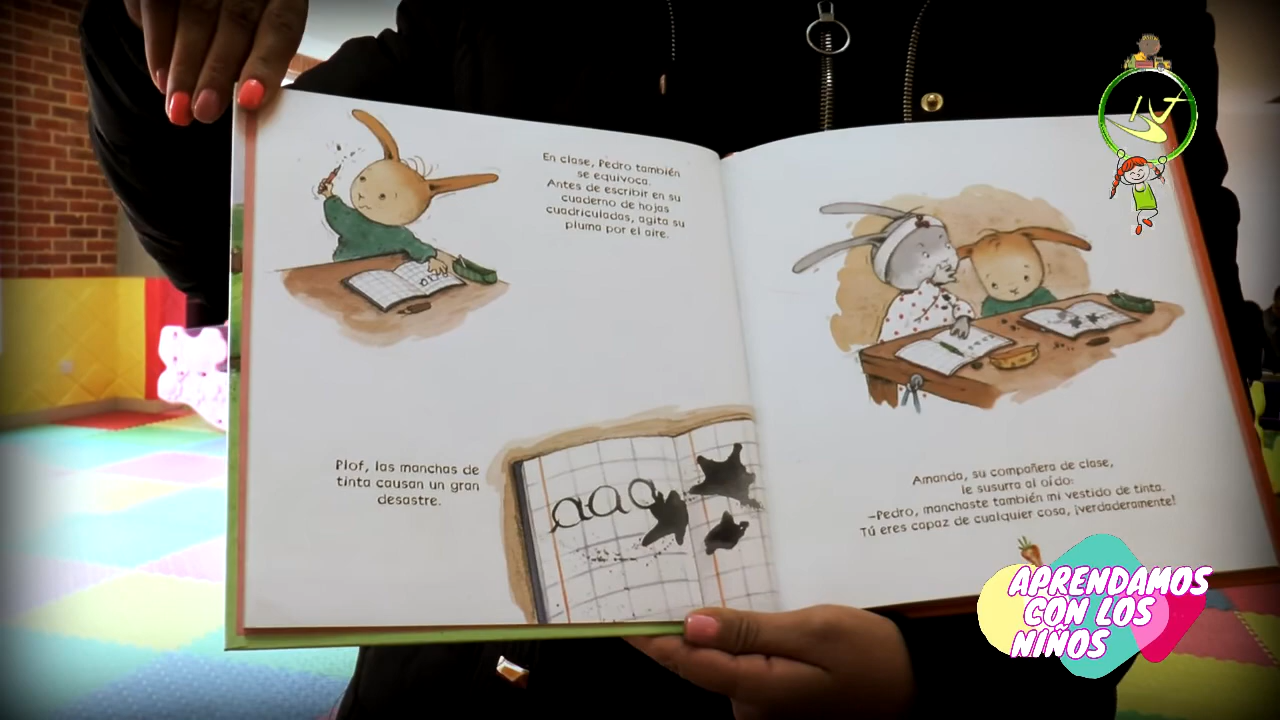 En clase, Pedro también
se equivoca.
Antes de escribir en su
cuaderno de hojas
cuadriculadas, agita su
pluma por el aire.
Plof, las manchas de
tinta causan un gran
desastre.
aaa
Amanda, su compañera de clase,
le susurra al oído:
–Pedro, manchaste también mi vestido de tinta.
Tú eres capaz de cualquier cosa, ¡verdaderamente!
APRENDAMOS
CON LOS
NIÑOS